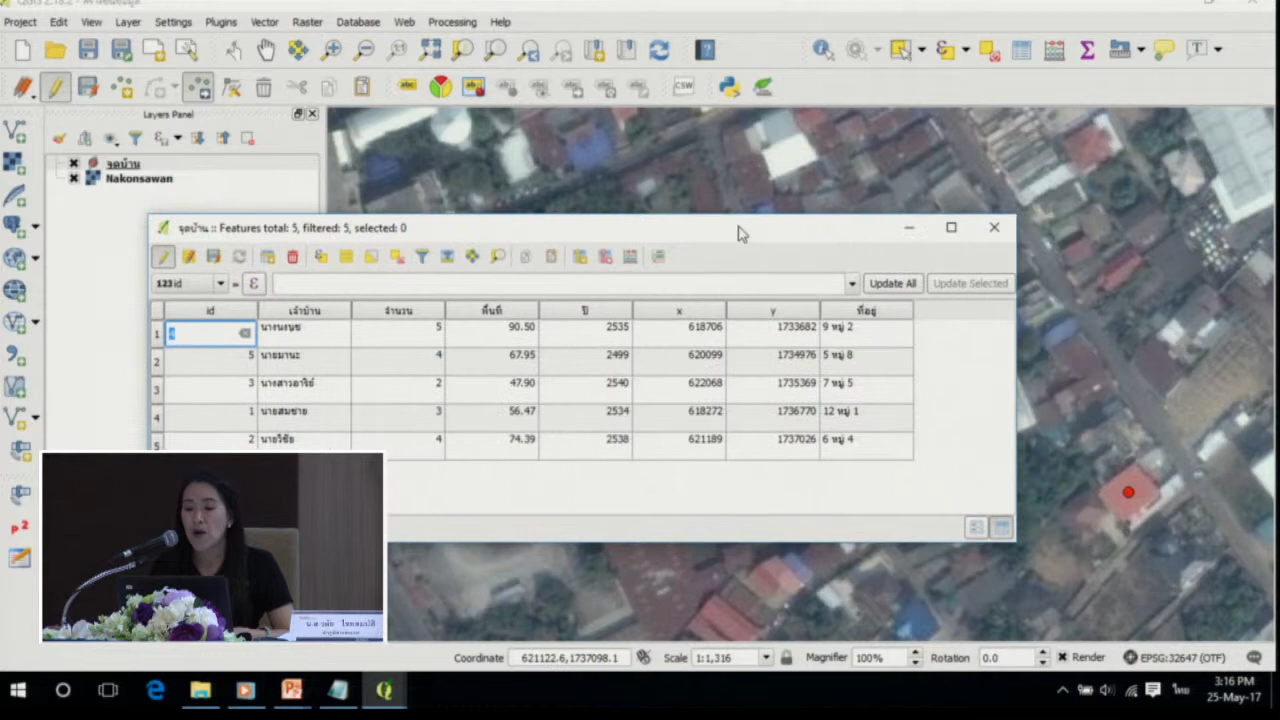 Project Edit View Layer Settings Plugins Vector Raster Database Web Processing Help
Layers Panel
จุดบ้าน
Nakonsawan
จุดบ้าน :: Features total: 5, filtered: 5, selected: 0
123 id = ε Update All Update Selected
id เจ้าบ้าน จำนวน พื้นที่ ปี x y ที่อยู่
1 4 นางนงนุช 5 90.50 2535 618706 1733682 9 หมู่ 2
2 5 นายมานะ 4 67.95 2499 620099 1734976 5 หมู่ 8
3 3 นางสาวอารีย์ 2 47.90 2540 622068 1735369 7 หมู่ 5
4 1 นายสมชาย 3 56.47 2534 618272 1736770 12 หมู่ 1
5 2 นายวิชัย 4 74.39 2538 621189 1737026 6 หมู่ 4
Coordinate 621122.6,1737098.1 Scale 1:1,316 Magnifier 100% Rotation 0.0 Render EPSG:32647 (OTF)
ไทย
3:16 PM
25-May-17